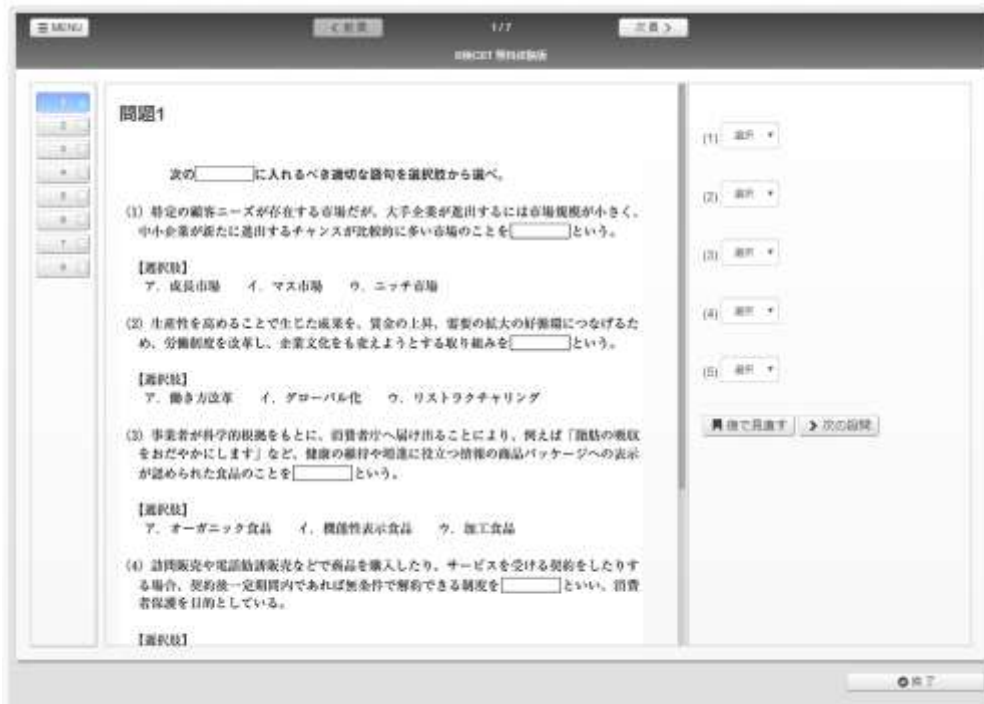 MENU
1/7
次頁
問題1
次の に入れるべき適切な語句を選択肢から選べ。
(1) 特定の顧客ニーズが存在する市場だが、大手企業が進出するには市場規模が小さく、
中小企業が新たに進出するチャンスが比較的に多い市場のことを という。
【選択肢】
ア. 成長市場 イ. マス市場 ウ. ニッチ市場
(2) 生産性を高めることで生じた成果を、賃金の上昇、需要の拡大の好循環につなげるた
め、労働制度を改革し、企業文化をも変えようとする取り組みを という。
【選択肢】
ア. 働き方改革 イ. グローバル化 ウ. リストラクチャリング
(3) 事業者が科学的根拠をもとに、消費者庁へ届け出ることにより、例えば「脂肪の吸収
をおだやかにします」など、健康の維持や増進に役立つ情報の商品パッケージへの表示
が認められた食品のことを という。
【選択肢】
ア. オーガニック食品 イ. 機能性表示食品 ウ. 加工食品
(4) 訪問販売や電話勧誘販売などで商品を購入したり、サービスを受ける契約をしたりす
る場合、契約後一定期間内であれば無条件で解約できる制度を といい、消費
者保護を目的としている。
【選択肢】
(1) 選択
(2) 選択
(3) 選択
(4) 選択
(5) 選択
後で見直す 次の設問
終了